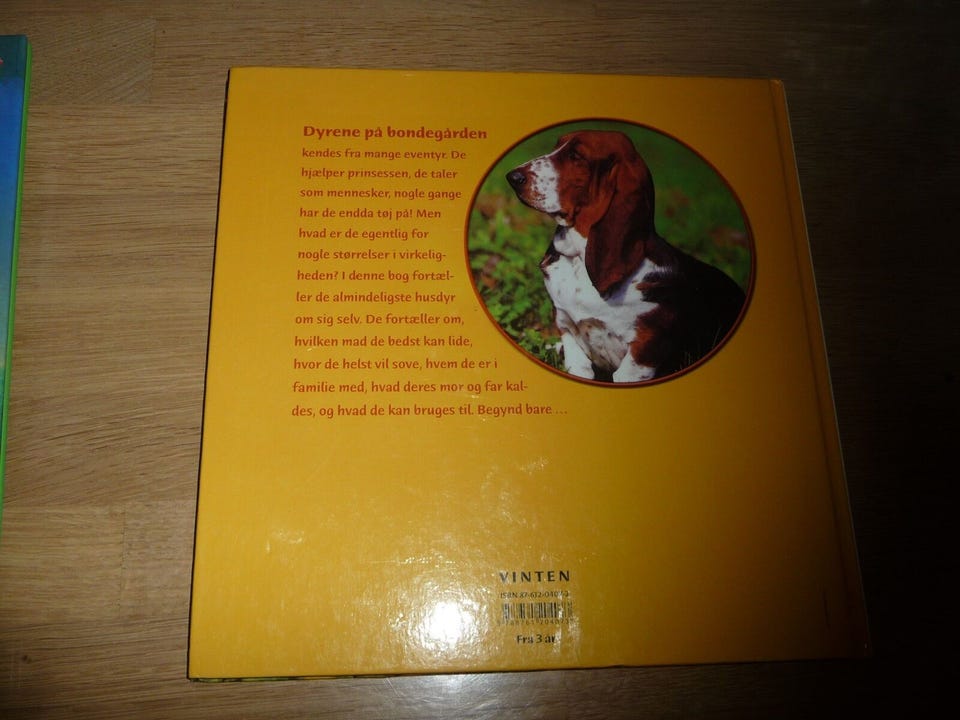 Dyrene på bondegården
kendes fra mange eventyr. De
hjælper prinsessen, de taler
som mennesker, nogle gange
har de endda tøj på! Men
hvad er de egentlig for
nogle størrelser i virkelig-
heden? I denne bog fortæl-
ler de almindeligste husdyr
om sig selv. De fortæller om,
hvilken mad de bedst kan lide,
hvor de helst vil sove, hvem de er i
familie med, hvad deres mor og far kal-
des, og hvad de kan bruges til. Begynd bare ...
VINTEN
ISBN
Fra 3 år